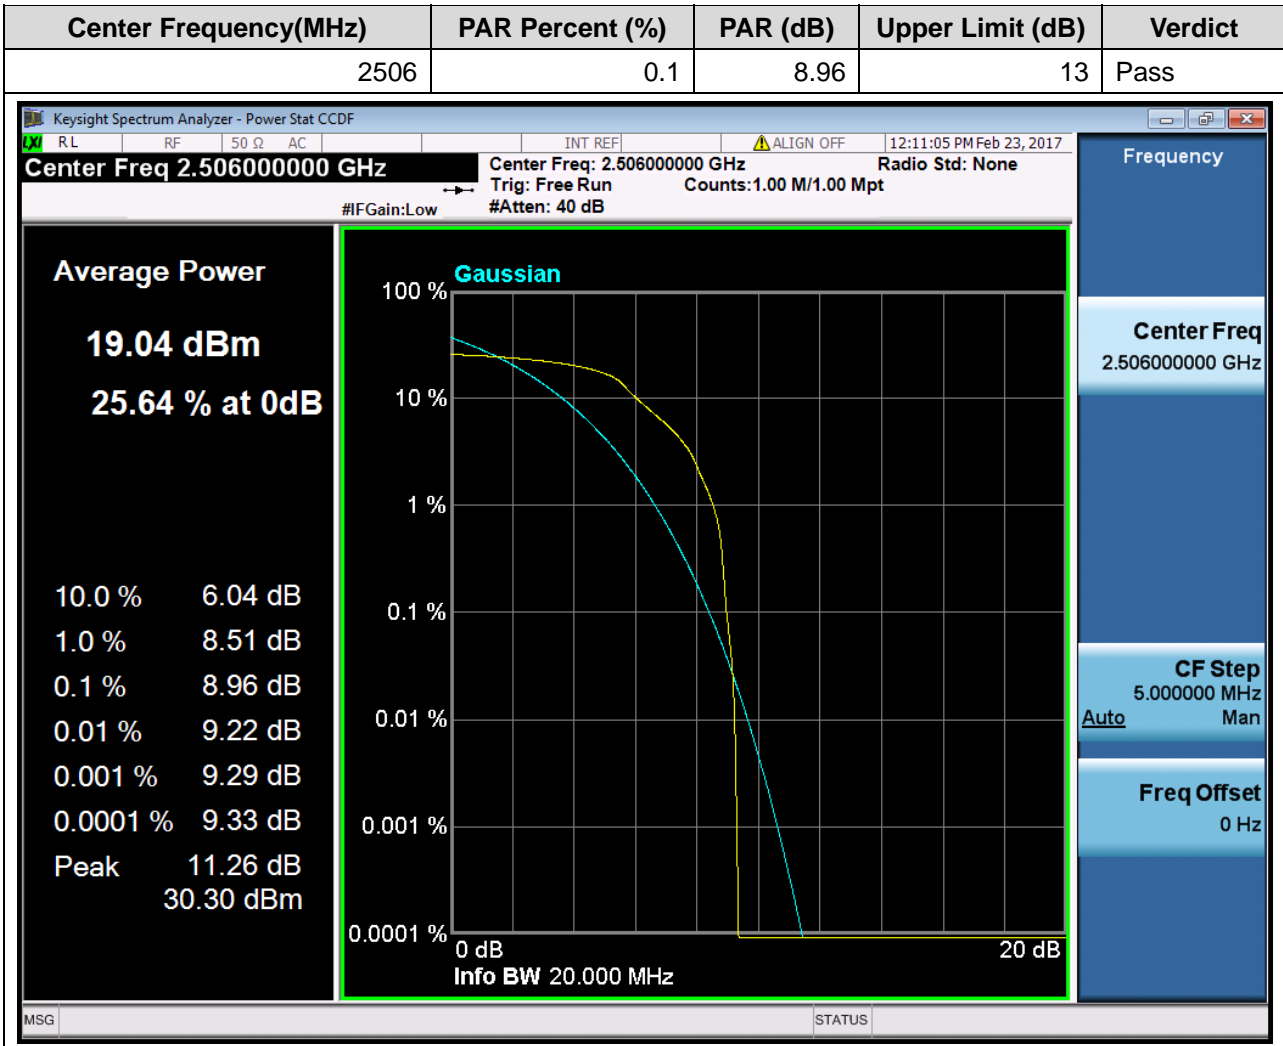 Center Frequency(MHz) PAR Percent (%) PAR (dB) Upper Limit (dB) Verdict
2506 0.1 8.96 13 Pass
Keysight Spectrum Analyzer - Power Stat CCDF
LXI RL RF 50 Ω AC INT REF ALIGN OFF 12:11:05 PM Feb 23, 2017
Center Freq 2.506000000 GHz
Center Freq: 2.506000000 GHz Radio Std: None
Trig: Free Run Counts:1.00 M/1.00 Mpt
#IFGain:Low #Atten: 40 dB
Average Power
19.04 dBm
25.64 % at 0dB
10.0 % 6.04 dB
1.0 % 8.51 dB
0.1 % 8.96 dB
0.01 % 9.22 dB
0.001 % 9.29 dB
0.0001 % 9.33 dB
Peak 11.26 dB
30.30 dBm
Gaussian
100 %
10 %
1 %
0.1 %
0.01 %
0.001 %
0.0001 %
0 dB 20 dB
Info BW 20.000 MHz
Frequency
Center Freq
2.506000000 GHz
CF Step
5.000000 MHz
Auto Man
Freq Offset
0 Hz
MSG STATUS